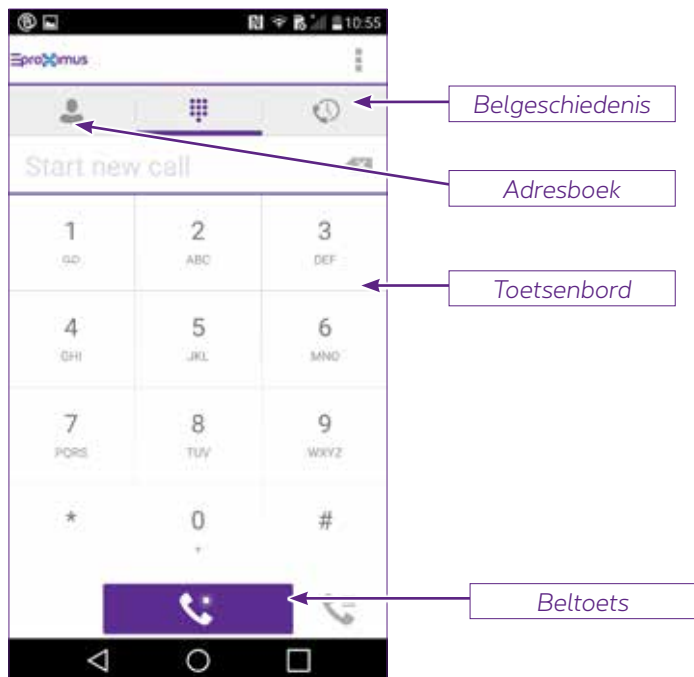 10:55
proximus
Belgeschiedenis
Start new call
Adresboek
1 2 3
ABC DEF
Toetsenbord
4 5 6
GHI JKL MNO
7 8 9
PQRS TUV WXYZ
* 0 #
+
Beltoets